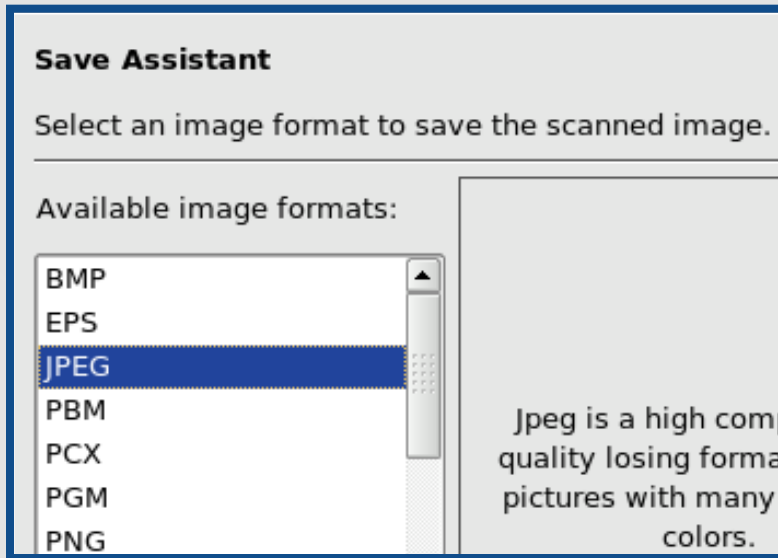 Save Assistant
Select an image format to save the scanned image.
Available image formats:
BMP
EPS
JPEG
PBM
PCX
PGM
PNG
Jpeg is a high comp
quality losing forma
pictures with many
colors.